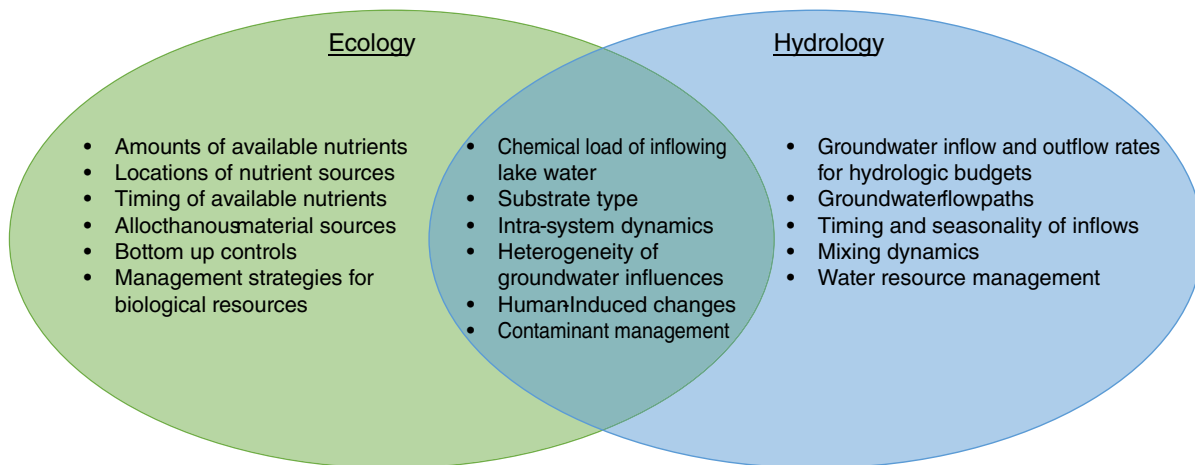 Ecology
• Amounts of available nutrients
• Locations of nutrient sources
• Timing of available nutrients
• Allocthanousmaterial sources
• Bottom up controls
• Management strategies for
biological resources
• Chemical load of inflowing
lake water
• Substrate type
• Intra-system dynamics
• Heterogeneity of
groundwater influences
• Human-Induced changes
• Contaminant management
Hydrology
• Groundwater inflow and outflow rates
for hydrologic budgets
• Groundwaterflowpaths
• Timing and seasonality of inflows
• Mixing dynamics
• Water resource management